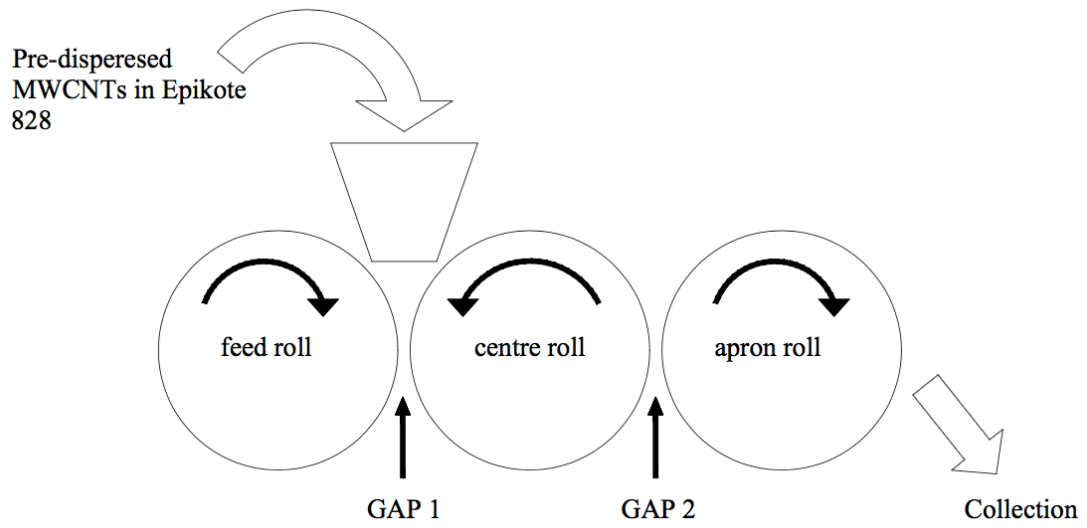 Pre-disperesed
MWCNTs in Epikote
828
feed roll
centre roll
apron roll
GAP 1
GAP 2
Collection